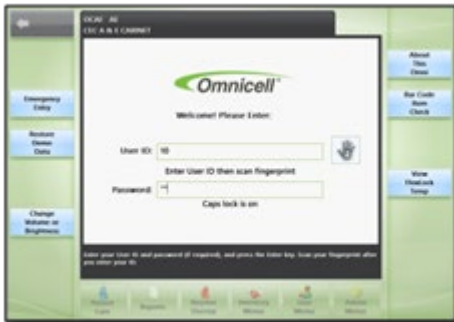 CEC A & E CABINET
Omnicell
Welcome! Please Enter:
User ID: 10
Enter User ID then scan fingerprint
Password: **
Caps lock is on
Emergency
Entry
Restore
Demo
Data
Change
Volume or
Brightness
About
This
Bar Code
Item
Check
View
Temp
Enter your User ID and password (if required), and press the Enter key. Scan your fingerprint after
you enter your ID.
Reports